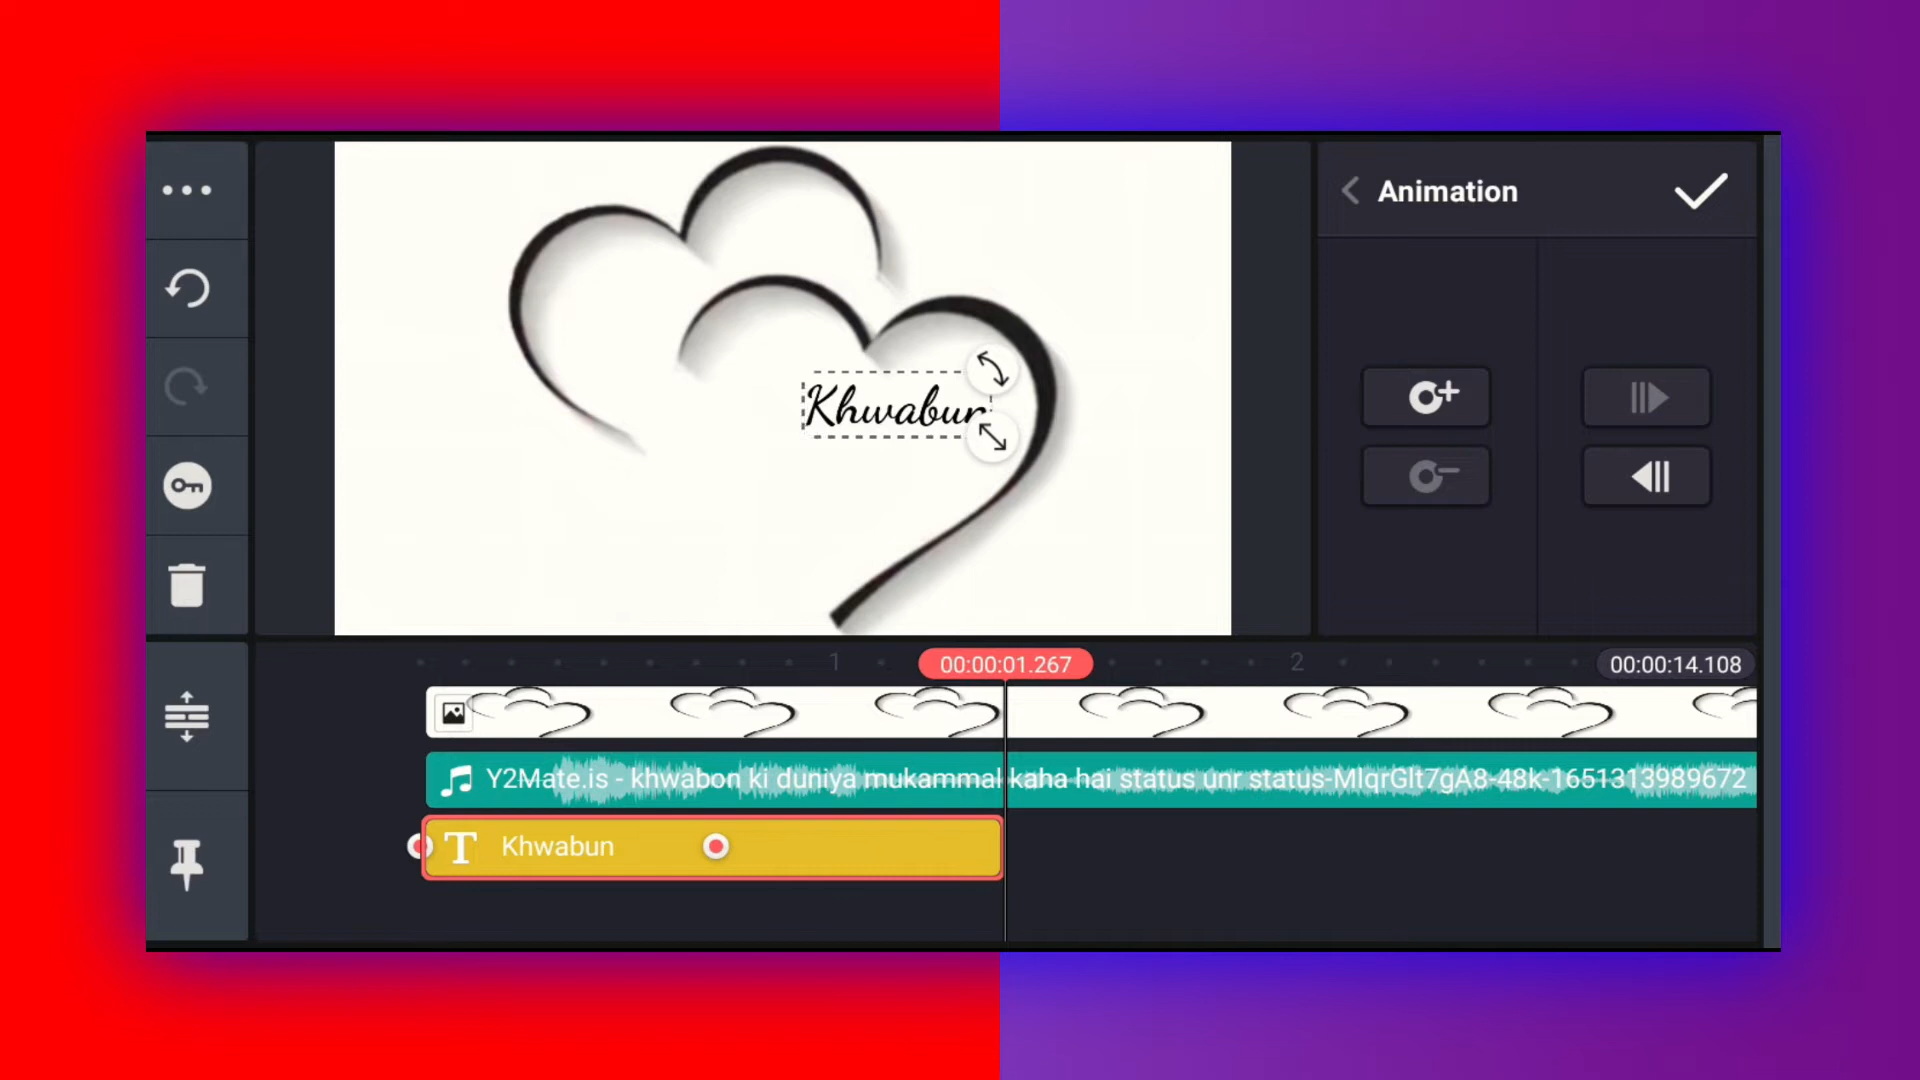 Animation
Khwabun
1
00:00:01.267
2
00:00:14.108
Y2Mate.is - khwabon ki duniya mukammal kaha hai status unr status-MlqrGlt7gA8-48k-1651313989672
T Khwabun